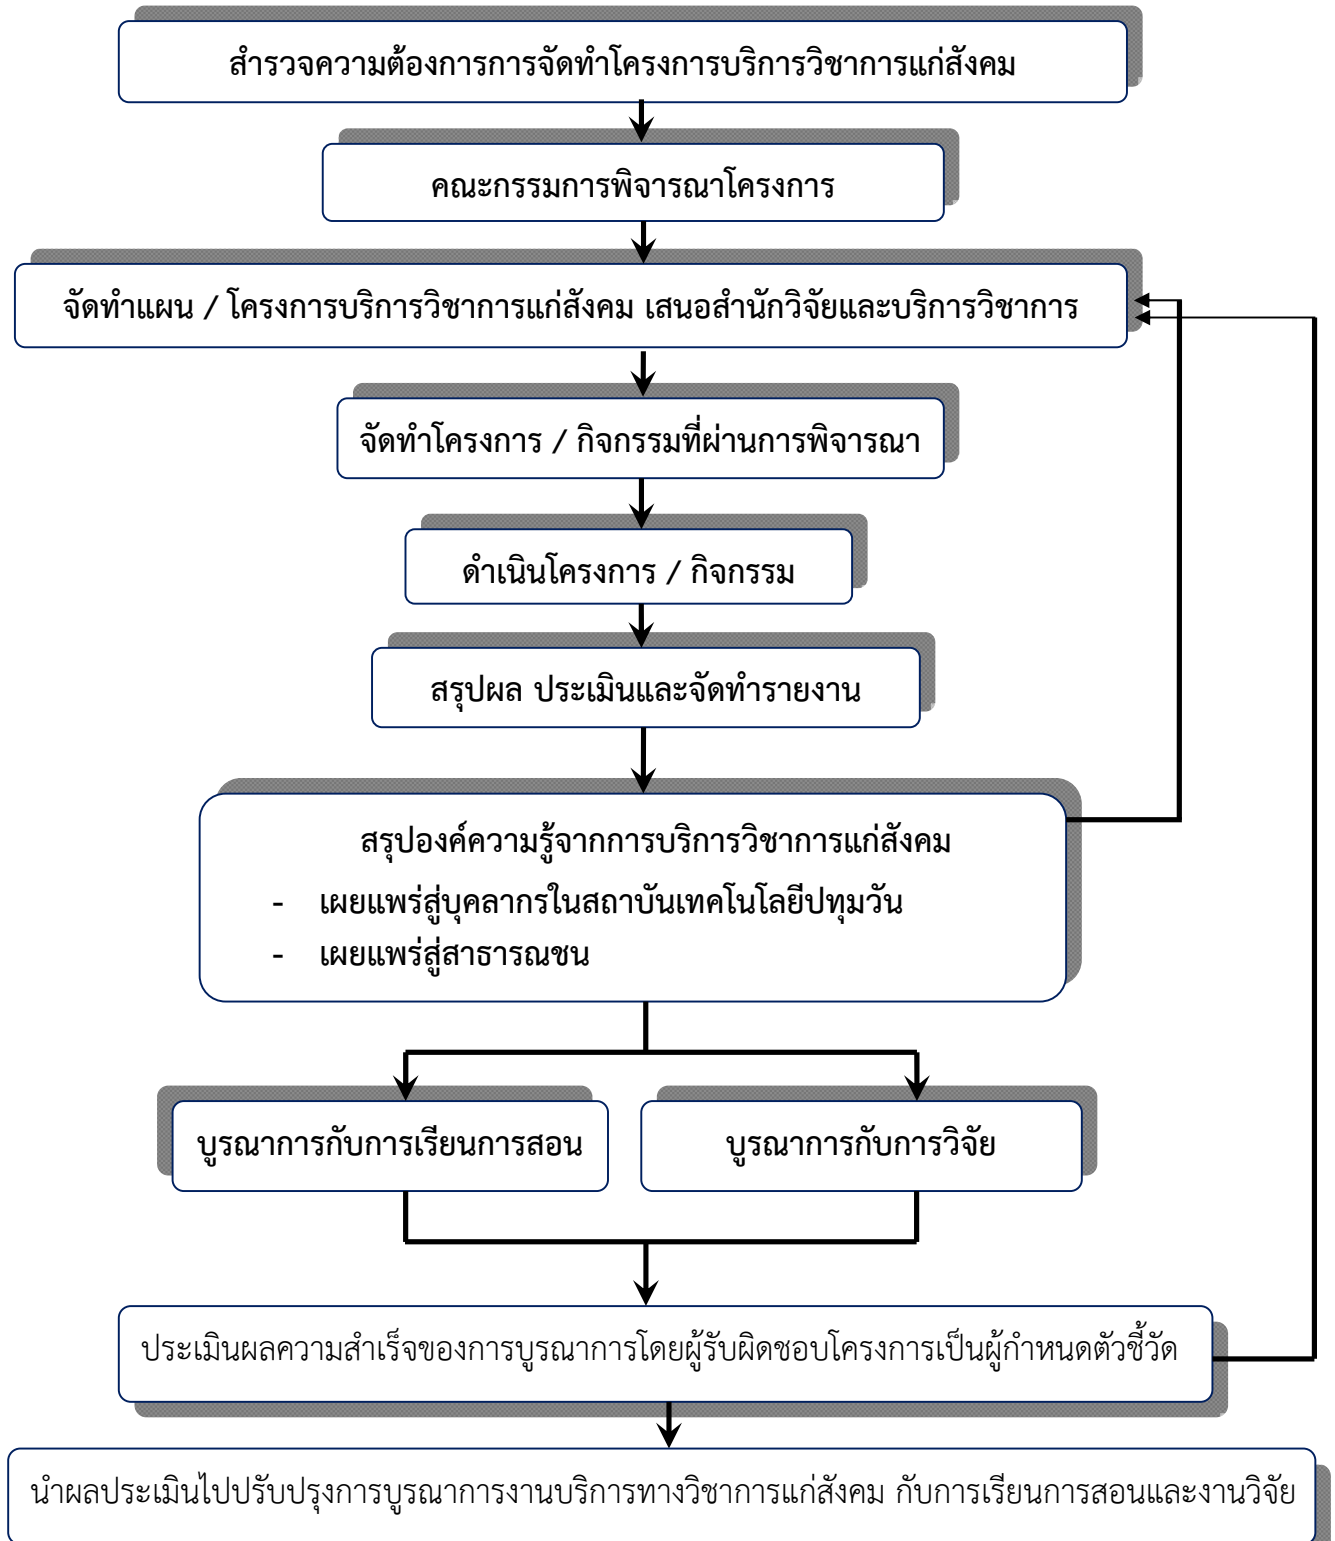 สำรวจความต้องการการจัดทำโครงการบริการวิชาการแก่สังคม
คณะกรรมการพิจารณาโครงการ
จัดทำแผน / โครงการบริการวิชาการแก่สังคม เสนอสำนักวิจัยและบริการวิชาการ
จัดทำโครงการ / กิจกรรมที่ผ่านการพิจารณา
ดำเนินโครงการ / กิจกรรม
สรุปผล ประเมินและจัดทำรายงาน
สรุปองค์ความรู้จากการบริการวิชาการแก่สังคม
- เผยแพร่สู่บุคลากรในสถาบันเทคโนโลยีปทุมวัน
- เผยแพร่สู่สาธารณชน
บูรณาการกับการเรียนการสอน
บูรณาการกับการวิจัย
ประเมินผลความสำเร็จของการบูรณาการโดยผู้รับผิดชอบโครงการเป็นผู้กำหนดตัวชี้วัด
นำผลประเมินไปปรับปรุงการบูรณาการงานบริการทางวิชาการแก่สังคม กับการเรียนการสอนและงานวิจัย